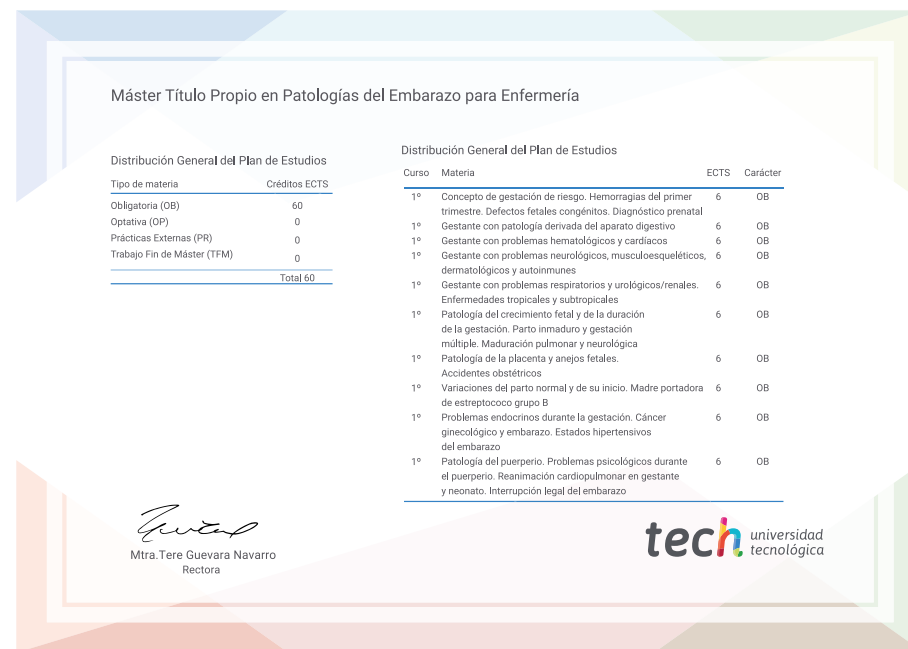 Máster Título Propio en Patologías del Embarazo para Enfermería
Distribución General del Plan de Estudios
Tipo de materia Créditos ECTS
Obligatoria (OB) 60
Optativa (OP) 0
Prácticas Externas (PR) 0
Trabajo Fin de Máster (TFM) 0
Total 60
Distribución General del Plan de Estudios
Curso Materia ECTS Carácter
1º Concepto de gestación de riesgo. Hemorragias del primer 6 OB
trimestre. Defectos fetales congénitos. Diagnóstico prenatal
1º Gestante con patología derivada del aparato digestivo 6 OB
1º Gestante con problemas hematológicos y cardíacos 6 OB
1º Gestante con problemas neurológicos, musculoesqueléticos, 6 OB
dermatológicos y autoinmunes
1º Gestante con problemas respiratorios y urológicos/renales. 6 OB
Enfermedades tropicales y subtropicales
1º Patología del crecimiento fetal y de la duración 6 OB
de la gestación. Parto inmaduro y gestación
múltiple. Maduración pulmonar y neurológica
1º Patología de la placenta y anejos fetales. 6 OB
Accidentes obstétricos
1º Variaciones del parto normal y de su inicio. Madre portadora 6 OB
de estreptococo grupo B
1º Problemas endocrinos durante la gestación. Cáncer 6 OB
ginecológico y embarazo. Estados hipertensivos
del embarazo
1º Patología del puerperio. Problemas psicológicos durante 6 OB
el puerperio. Reanimación cardiopulmonar en gestante
y neonato. Interrupción legal del embarazo
Mtra.Tere Guevara Navarro
Rectora
tech universidad
tecnológica